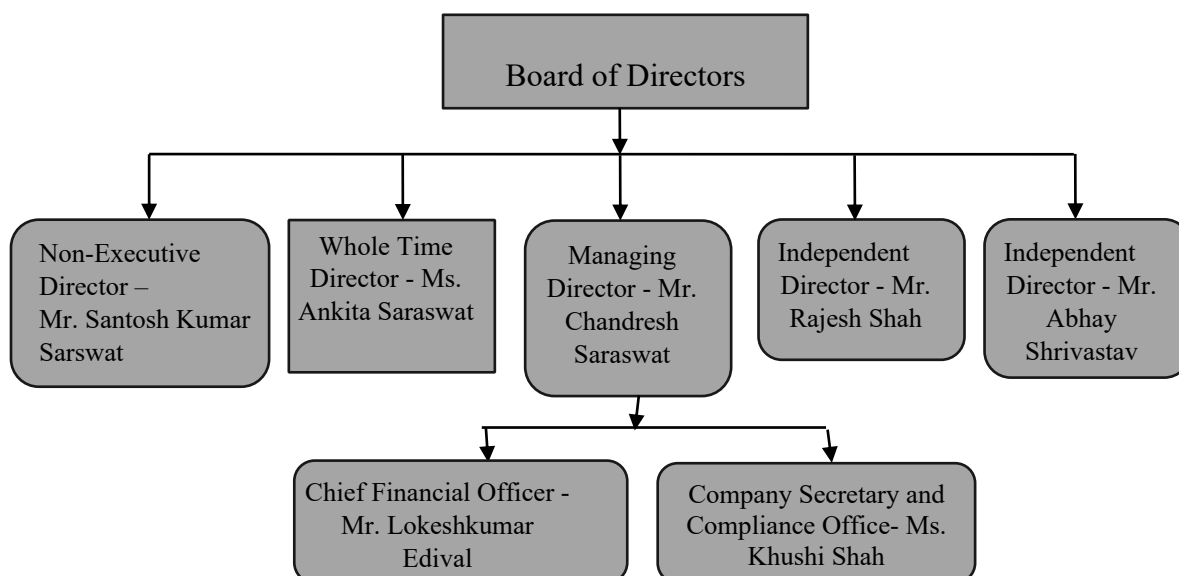 Board of Directors
Non-Executive
Director –
Mr. Santosh Kumar
Sarswat
Whole Time
Director - Ms.
Ankita Saraswat
Managing
Director - Mr.
Chandresh
Saraswat
Independent
Director - Mr.
Rajesh Shah
Independent
Director - Mr.
Abhay
Shrivastav
Chief Financial Officer -
Mr. Lokeshkumar
Edival
Company Secretary and
Compliance Office- Ms.
Khushi Shah